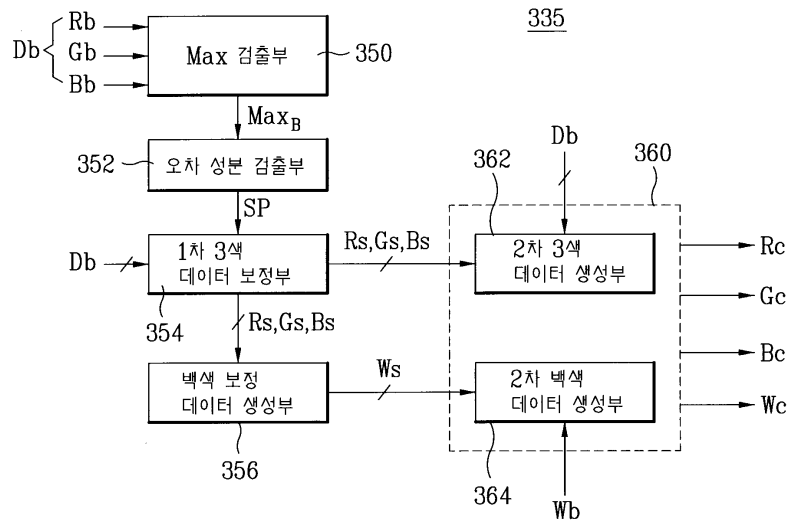 335
Rb
Db
Gb
Bb
Max 검출부
350
Max_B
352
오차 성분 검출부
SP
Db
362
360
Db
1차 3색
데이터 보정부
354
Rs,Gs,Bs
2차 3색
데이터 생성부
Rc
Gc
Bc
Wc
Rs,Gs,Bs
백색 보정
데이터 생성부
356
Ws
2차 백색
데이터 생성부
364
Wb